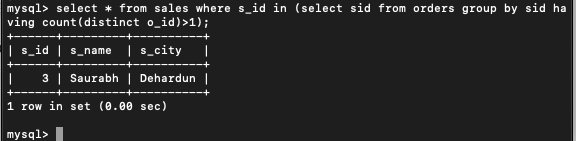 mysql> select * from sales where s_id in (select sid from orders group by sid ha
ving count(distinct o_id)>1);
+------+---------+----------+
| s_id | s_name  | s_city   |
+------+---------+----------+
|    3 | Saurabh | Dehardun |
+------+---------+----------+
1 row in set (0.00 sec)
mysql>